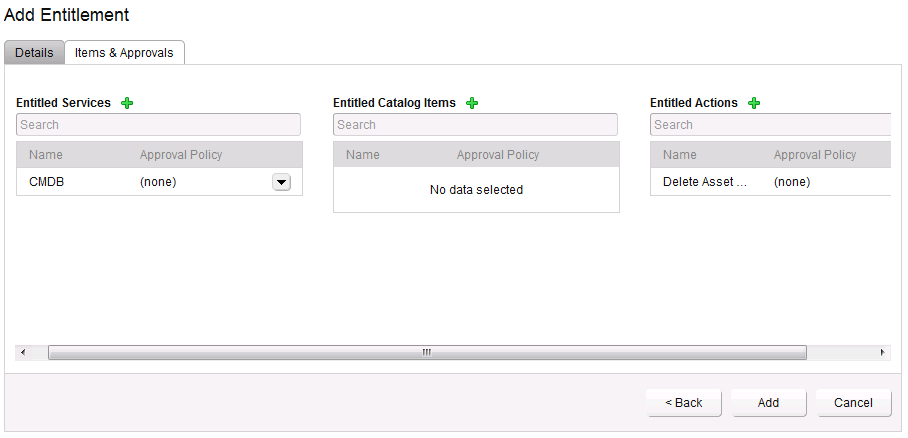 Add Entitlement
Details Items & Approvals
Entitled Services Entitled Catalog Items Entitled Actions
Search Search Search
Name Approval Policy Name Approval Policy Name Approval Policy
CMDB (none) No data selected Delete Asset ... (none)
< Back Add Cancel